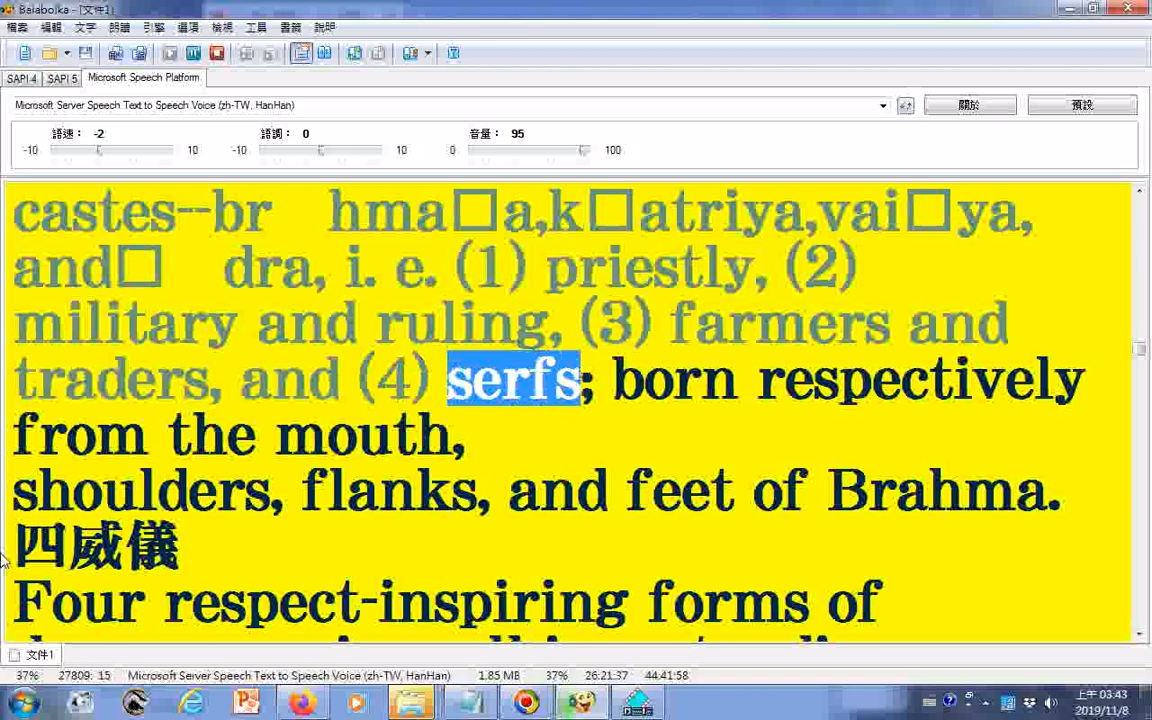 Balabolka - [文件1]
檔案 編輯 文字 朗讀 引擎 選項 檢視 工具 書籤 說明
SAPI 4 SAPI 5 Microsoft Speech Platform
Microsoft Server Speech Text to Speech Voice (zh-TW, HanHan) 關於 預設
語速： -2 語調： 0 音量： 95
-10 10 -10 10 0 100
castes--br hma□a,k□atriya,vai□ya,
and□ dra, i. e. (1) priestly, (2)
military and ruling, (3) farmers and
traders, and (4) serfs; born respectively
from the mouth,
shoulders, flanks, and feet of Brahma.
四威儀
Four respect-inspiring forms of
文件1
37% 27809: 15 Microsoft Server Speech Text to Speech Voice (zh-TW, HanHan) 1.85 MB 37% 26:21:37 44:41:58
上午 03:43
2019/11/8